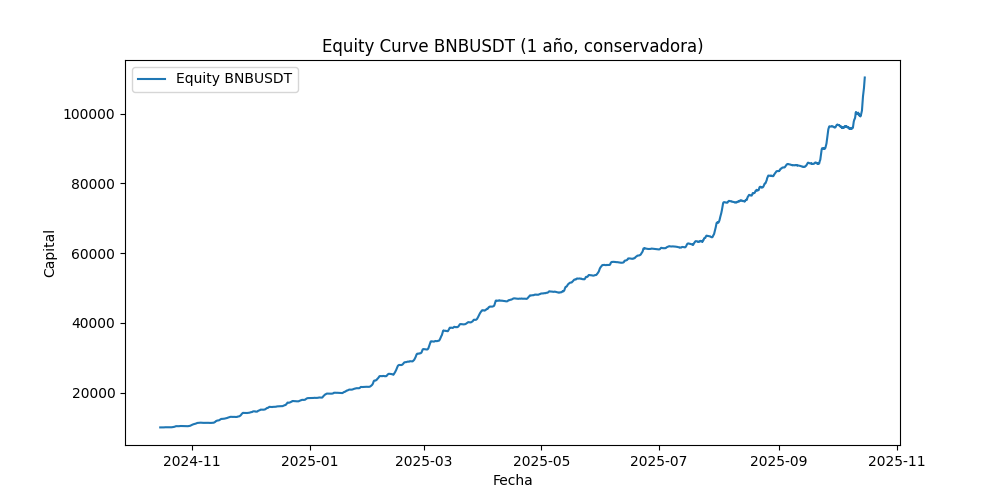 Equity Curve BNBUSDT (1 año, conservadora)
Equity BNBUSDT
100000
80000
60000
40000
20000
Capital
2024-11 2025-01 2025-03 2025-05 2025-07 2025-09 2025-11
Fecha